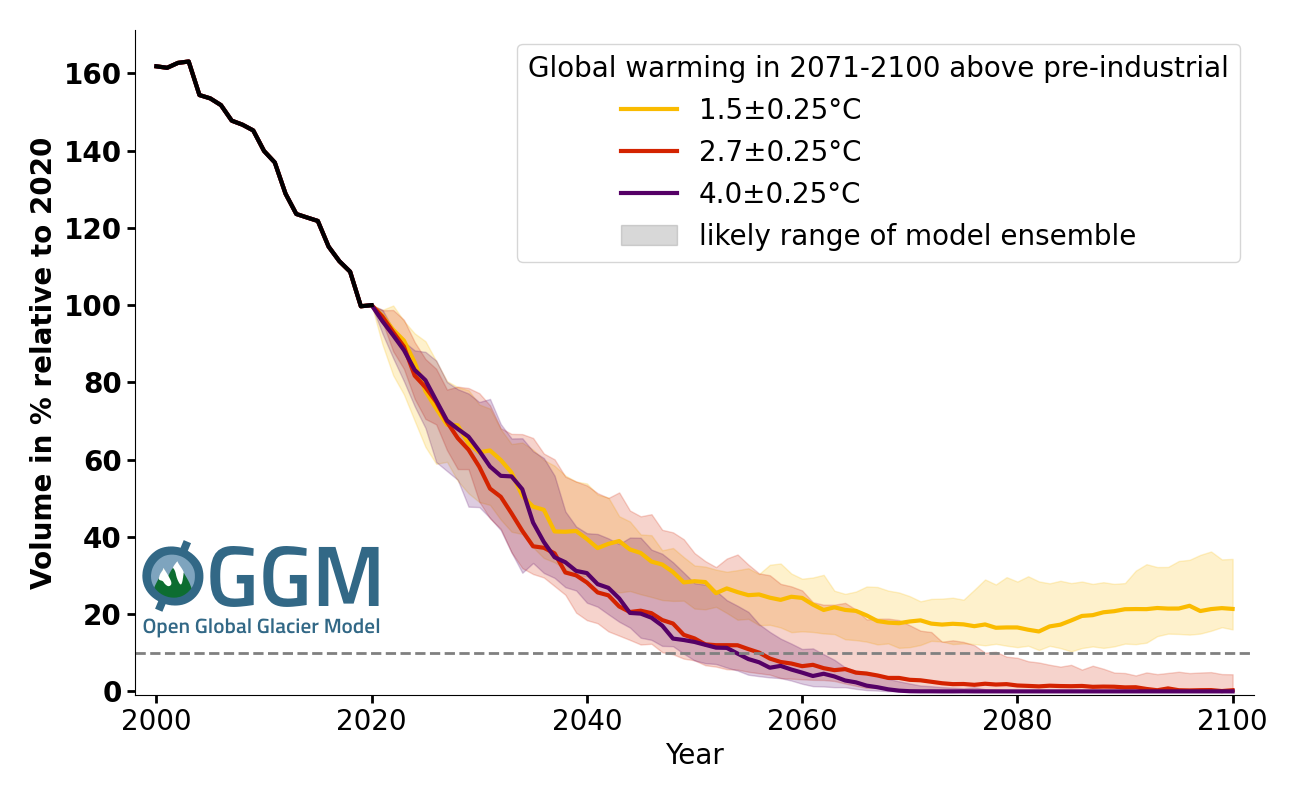 Global warming in 2071-2100 above pre-industrial
1.5±0.25°C
2.7±0.25°C
4.0±0.25°C
likely range of model ensemble
Volume in % relative to 2020
160
140
120
100
80
60
40
20
0
OGGM
Open Global Glacier Model
2000
2020
2040
2060
2080
2100
Year